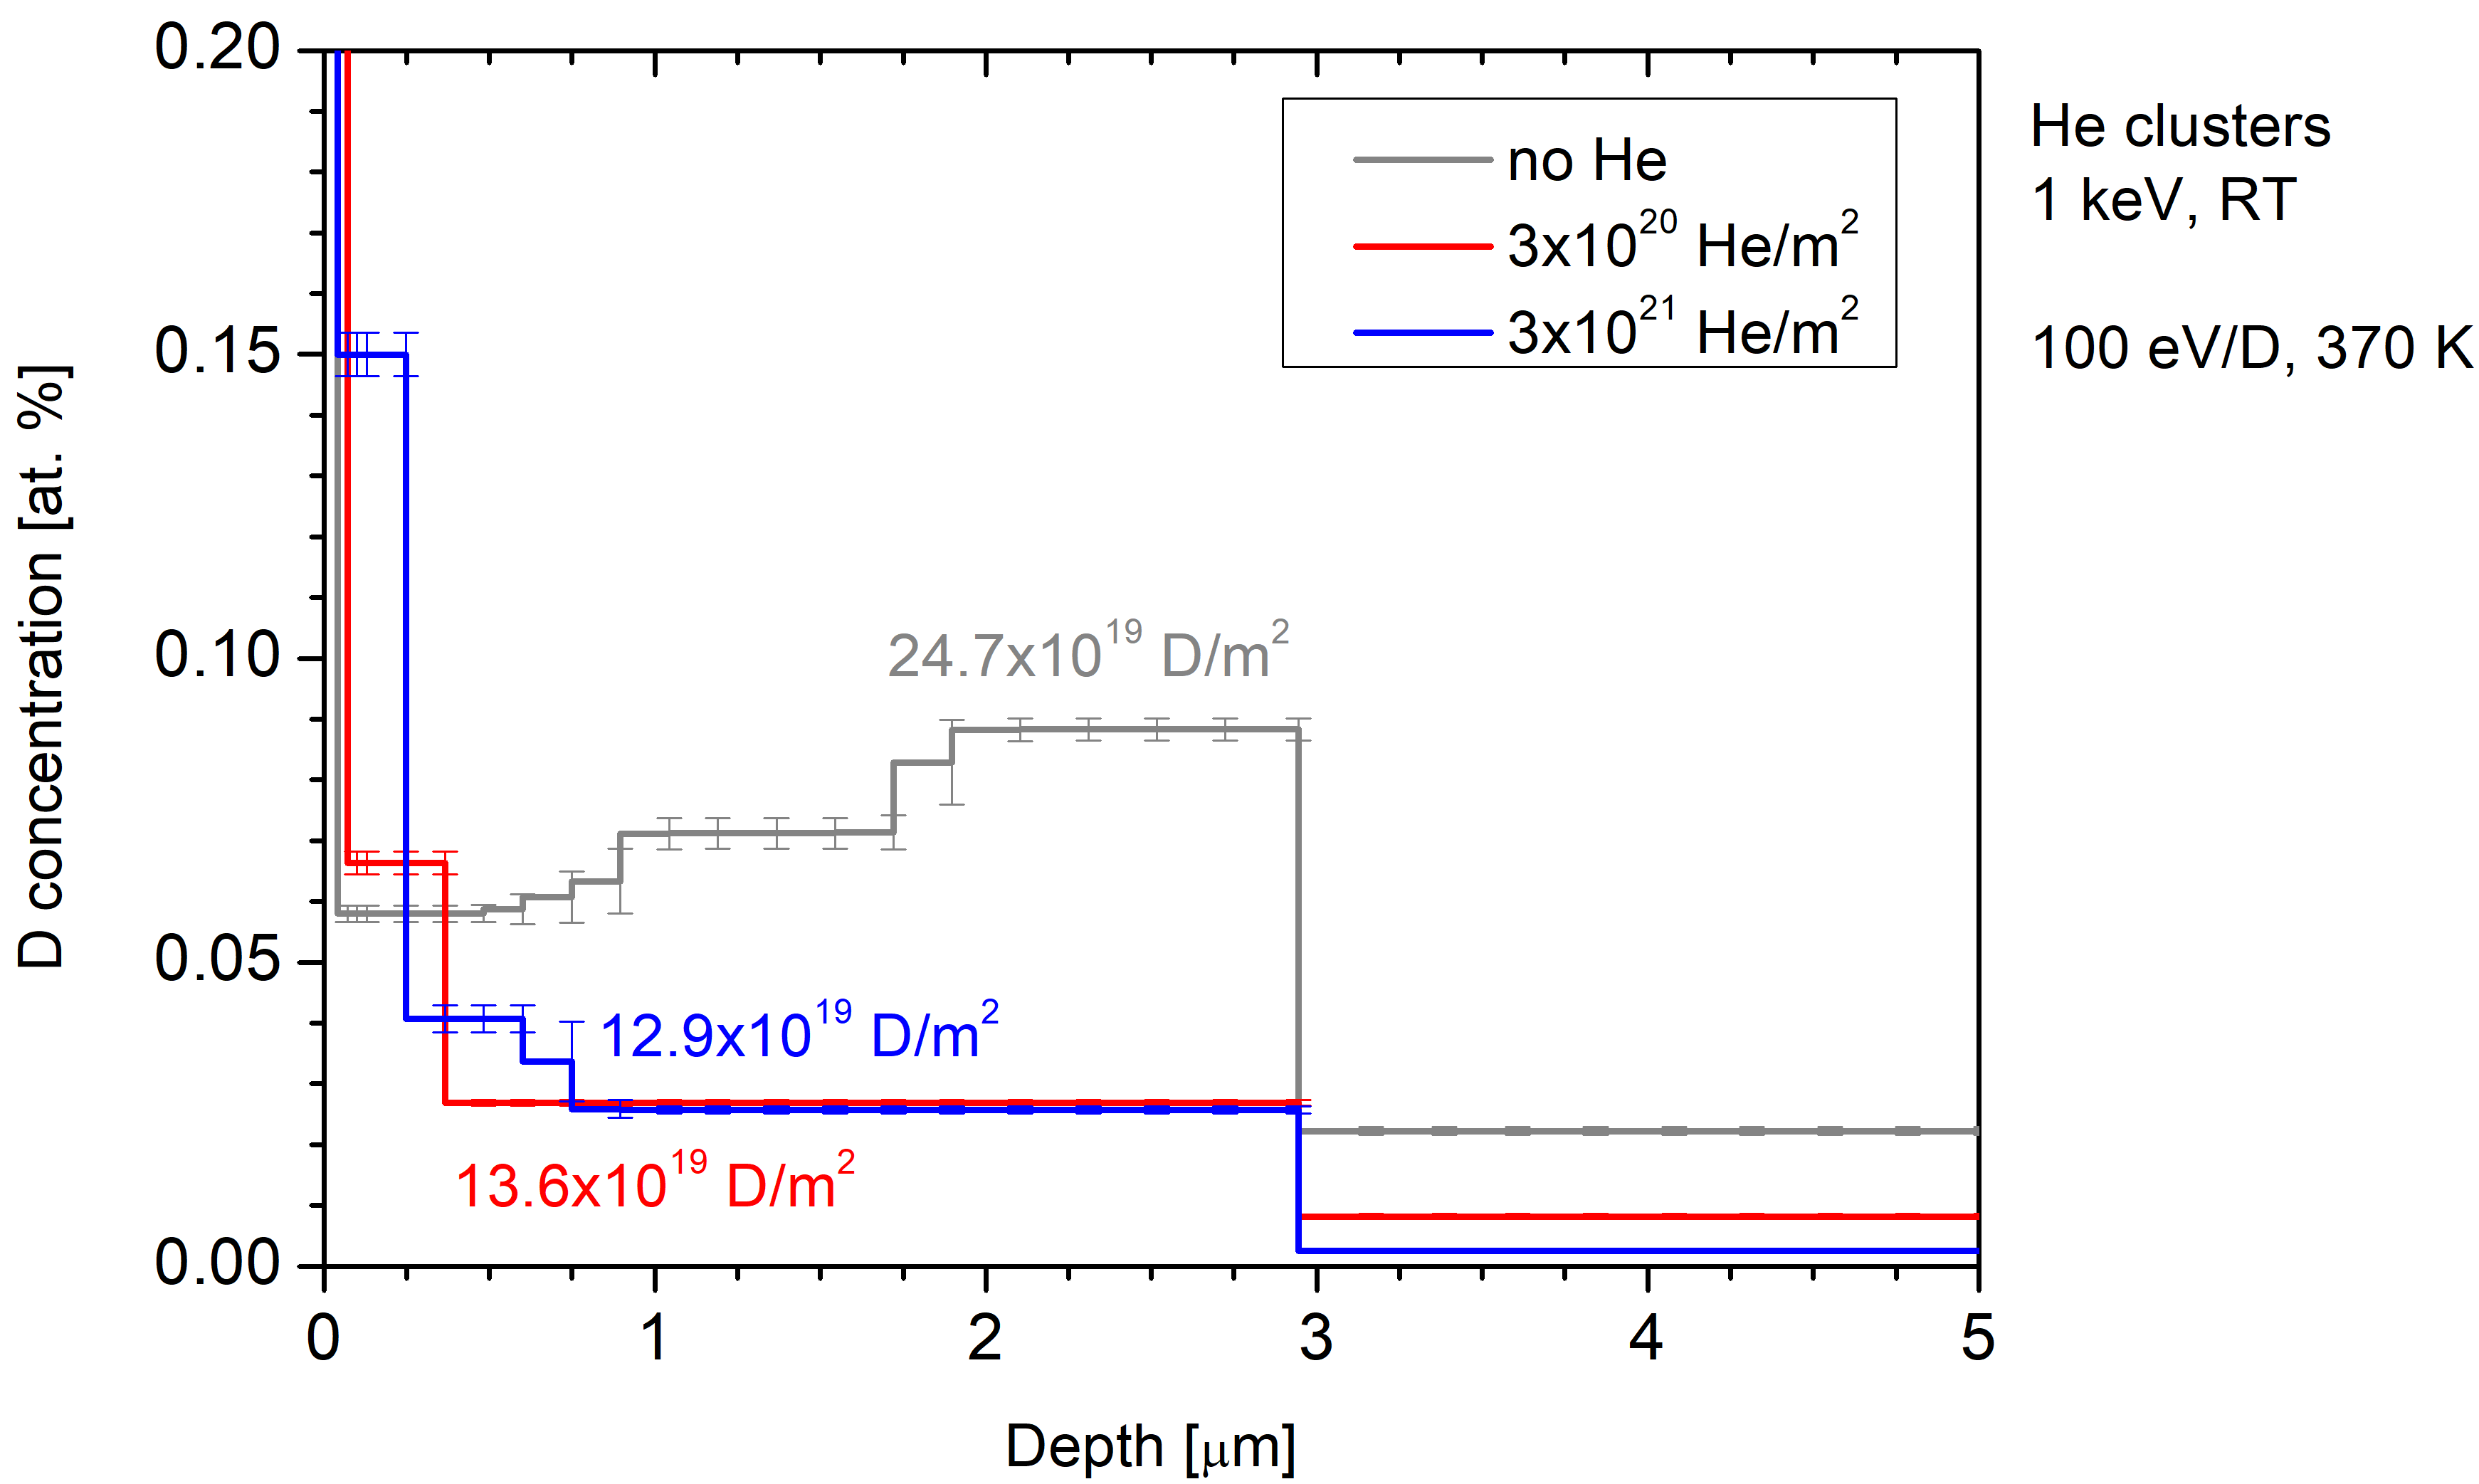 0.20
0.15
0.10
0.05
0.00
D concentration [at. %]
no He
3x10²⁰ He/m²
3x10²¹ He/m²
He clusters
1 keV, RT
100 eV/D, 370 K
24.7x10¹⁹ D/m²
12.9x10¹⁹ D/m²
13.6x10¹⁹ D/m²
0 1 2 3 4 5
Depth [μm]